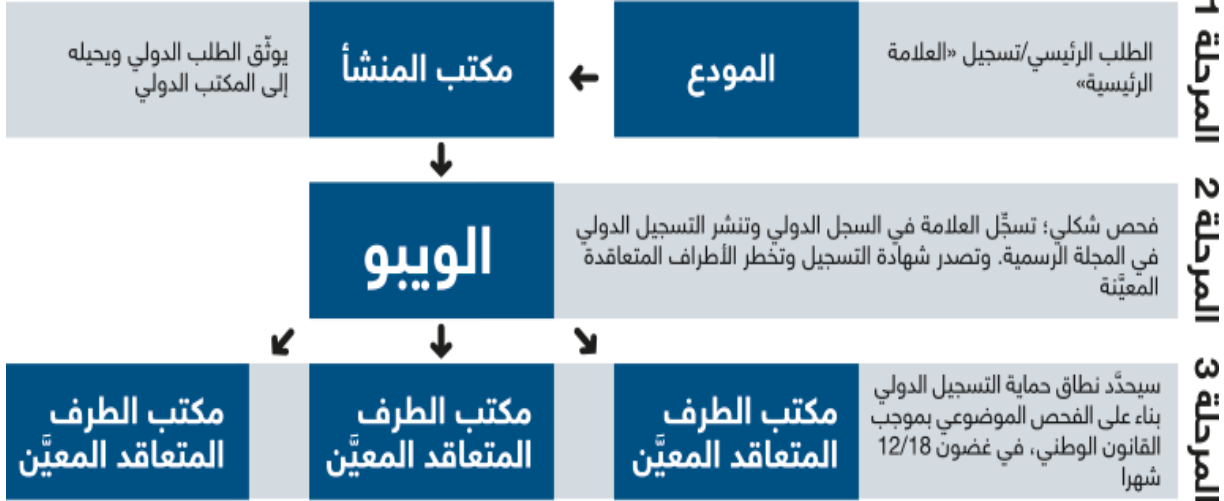 المرحلة 1
الطلب الرئيسي/تسجيل «العلامة
الرئيسية»
المودع
مكتب المنشأ
يوثّق الطلب الدولي ويحيله
إلى المكتب الدولي
المرحلة 2
فحص شكلي؛ تسجِّل العلامة في السجل الدولي وتنشر التسجيل الدولي
في المجلة الرسمية. وتصدر شهادة التسجيل وتخطر الأطراف المتعاقدة
المعيَّنة
الويبو
المرحلة 3
سيحدَّد نطاق حماية التسجيل الدولي
بناء على الفحص الموضوعي بموجب
القانون الوطني، في غضون 12/18
شهرا
مكتب الطرف
المتعاقد المعيَّن
مكتب الطرف
المتعاقد المعيَّن
مكتب الطرف
المتعاقد المعيَّن